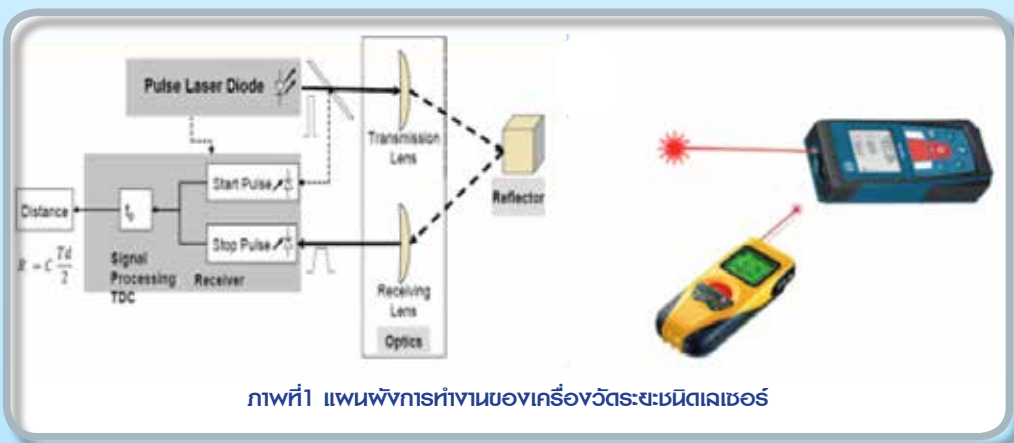 Pulse Laser Diode
Transmission
Lens
Reflector
Start Pulse
Distance
t₀
Stop Pulse
R = C Td/2
Signal
Processing
TDC
Receiver
Receiving
Lens
Optics
ภาพที่1 แผนผังการทำงานของเครื่องวัดระยะชนิดเลเซอร์